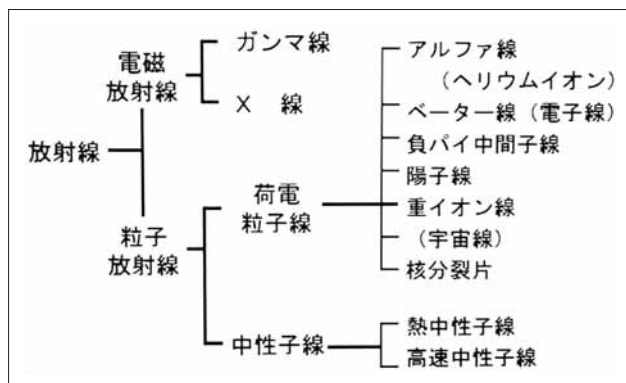 放射線
電磁
放射線
ガンマ線
X 線
粒子
放射線
荷電
粒子線
アルファ線
(ヘリウムイオン)
ベーター線(電子線)
負パイ中間子線
陽子線
重イオン線
(宇宙線)
核分裂片
中性子線
熱中性子線
高速中性子線